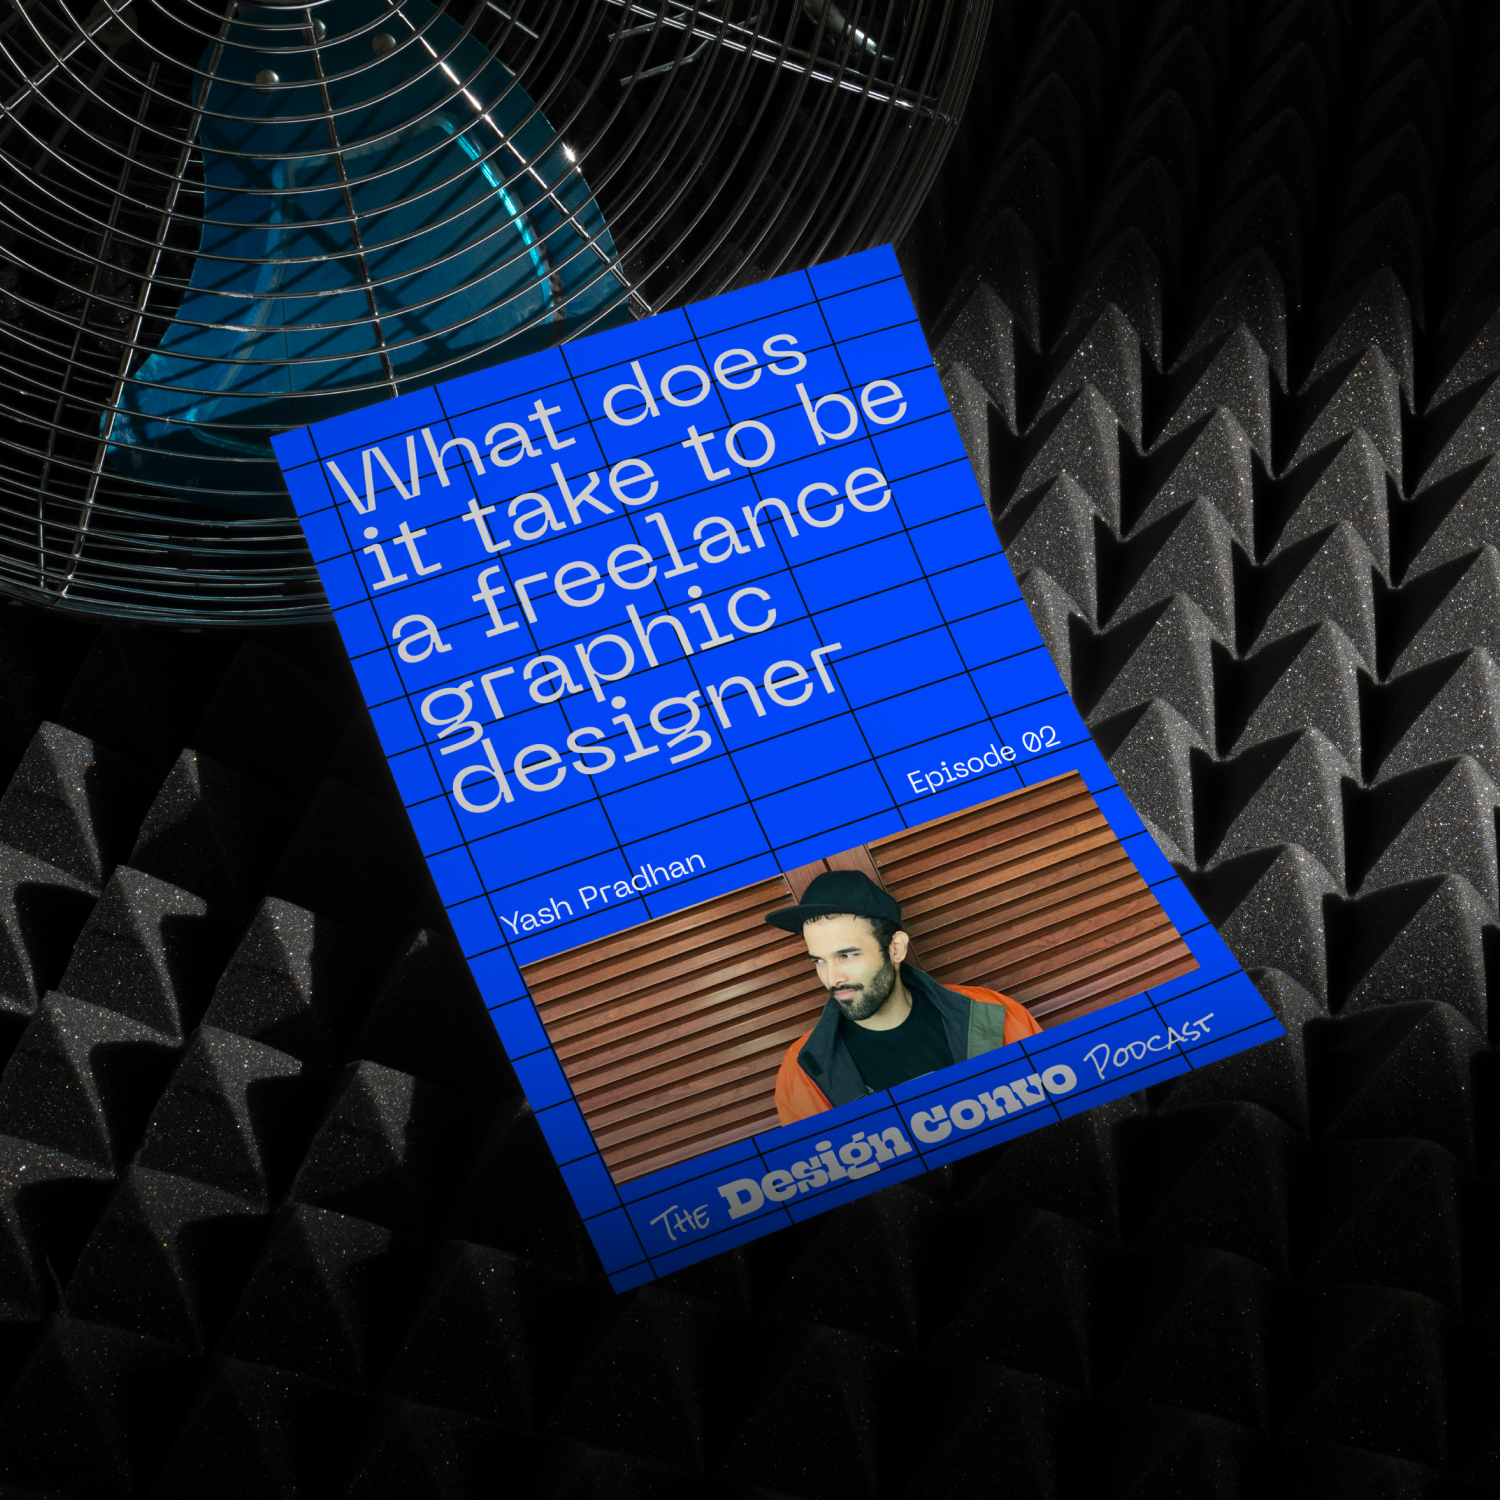 What does
it take to be
a freelance
graphic
designer
Episode 02
Yash Pradhan
THE Design Convo PODCAST